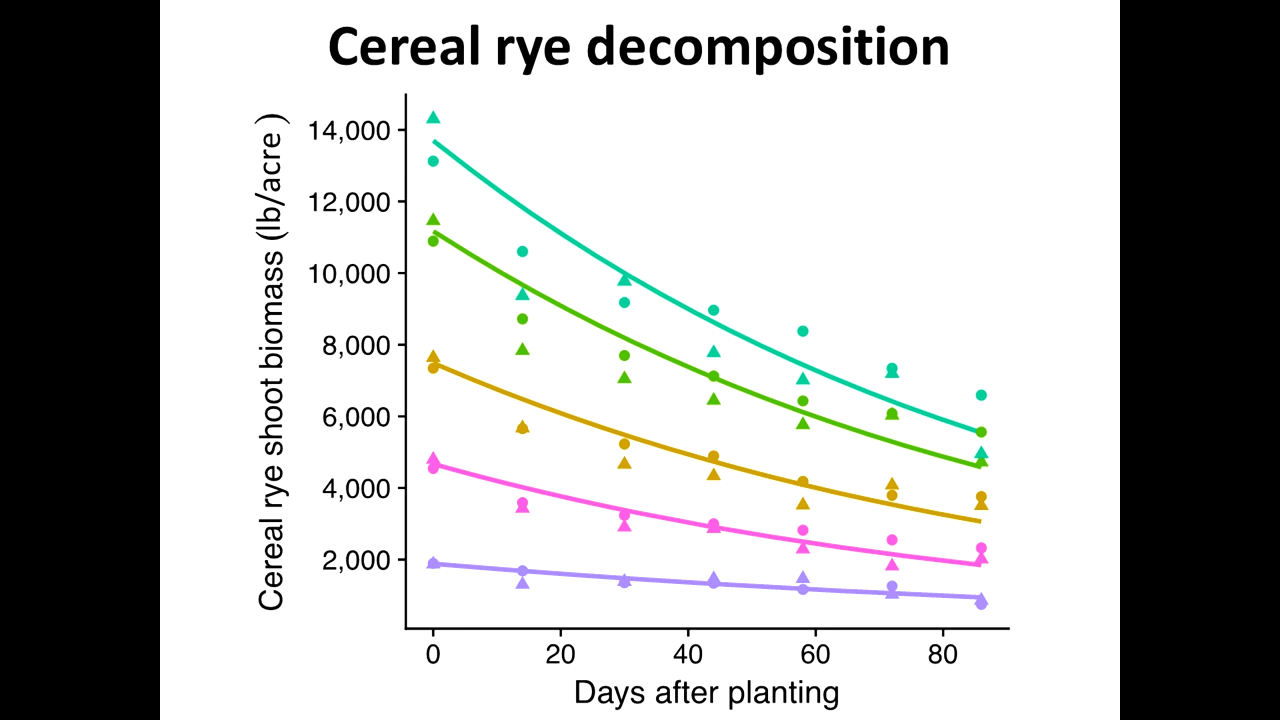 Cereal rye decomposition
Cereal rye shoot biomass (lb/acre )
14,000
12,000
10,000
8,000
6,000
4,000
2,000
0 20 40 60 80
Days after planting